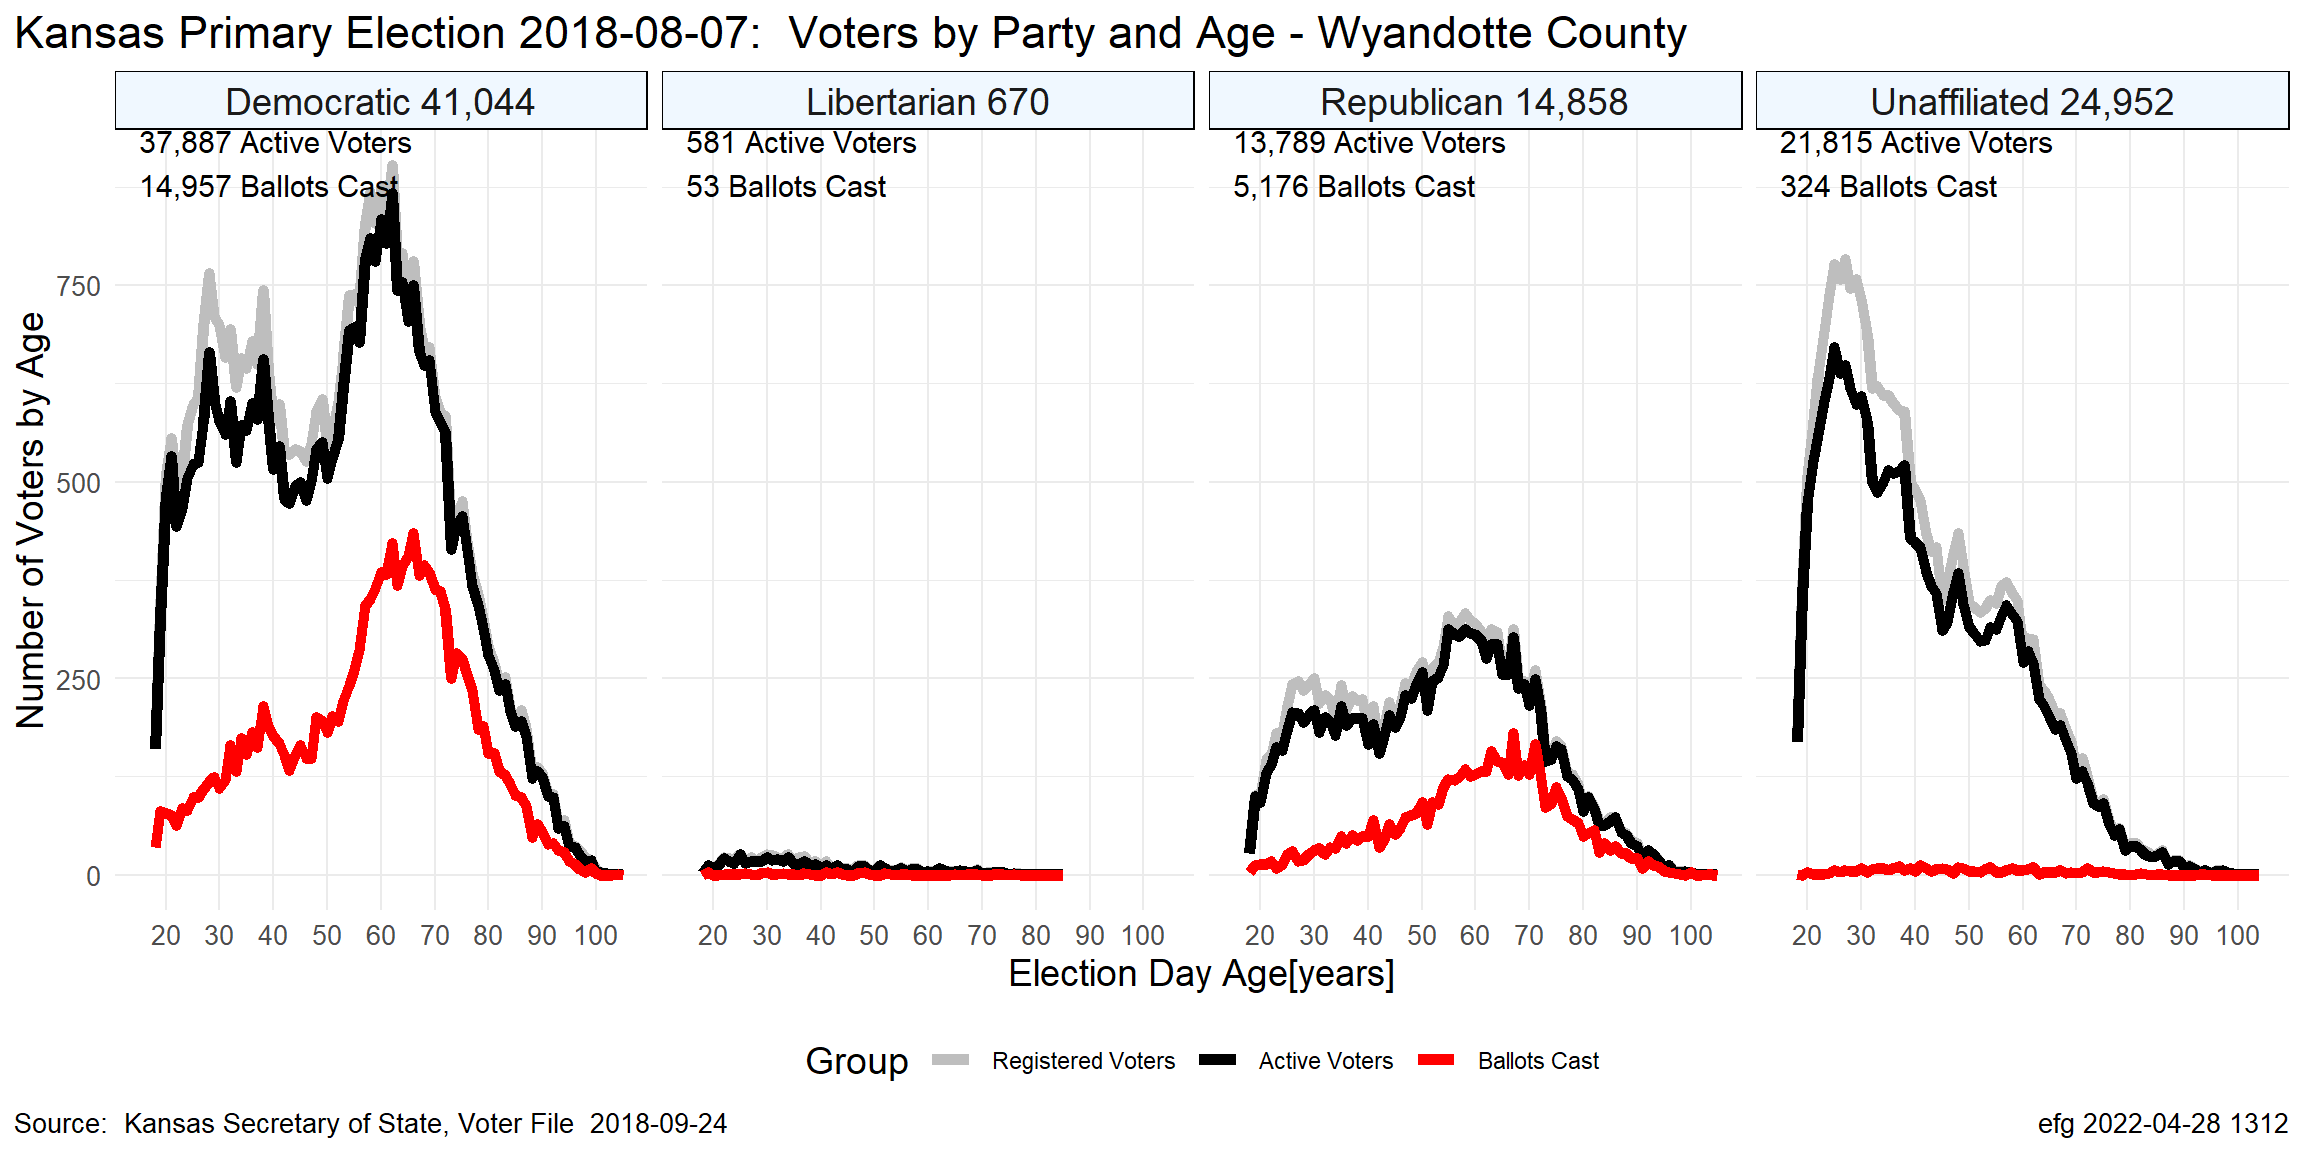 Kansas Primary Election 2018-08-07:  Voters by Party and Age - Wyandotte County
Democratic 41,044
Libertarian 670
Republican 14,858
Unaffiliated 24,952
37,887 Active Voters
14,957 Ballots Cast
581 Active Voters
53 Ballots Cast
13,789 Active Voters
5,176 Ballots Cast
21,815 Active Voters
324 Ballots Cast
Number of Voters by Age
750
500
250
0
20 30 40 50 60 70 80 90 100
20 30 40 50 60 70 80 90 100
20 30 40 50 60 70 80 90 100
20 30 40 50 60 70 80 90 100
Election Day Age[years]
Group Registered Voters Active Voters Ballots Cast
Source:  Kansas Secretary of State, Voter File  2018-09-24
efg 2022-04-28 1312